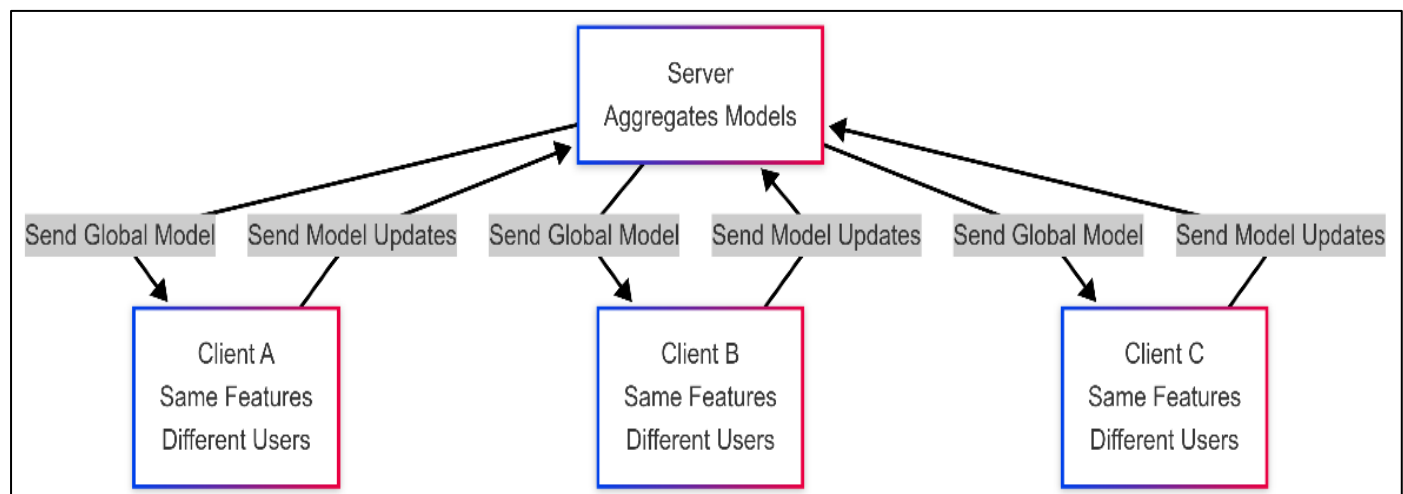 Server
Aggregates Models
Send Global Model
Send Model Updates
Send Global Model
Send Model Updates
Send Global Model
Send Model Updates
Client A
Same Features
Different Users
Client B
Same Features
Different Users
Client C
Same Features
Different Users